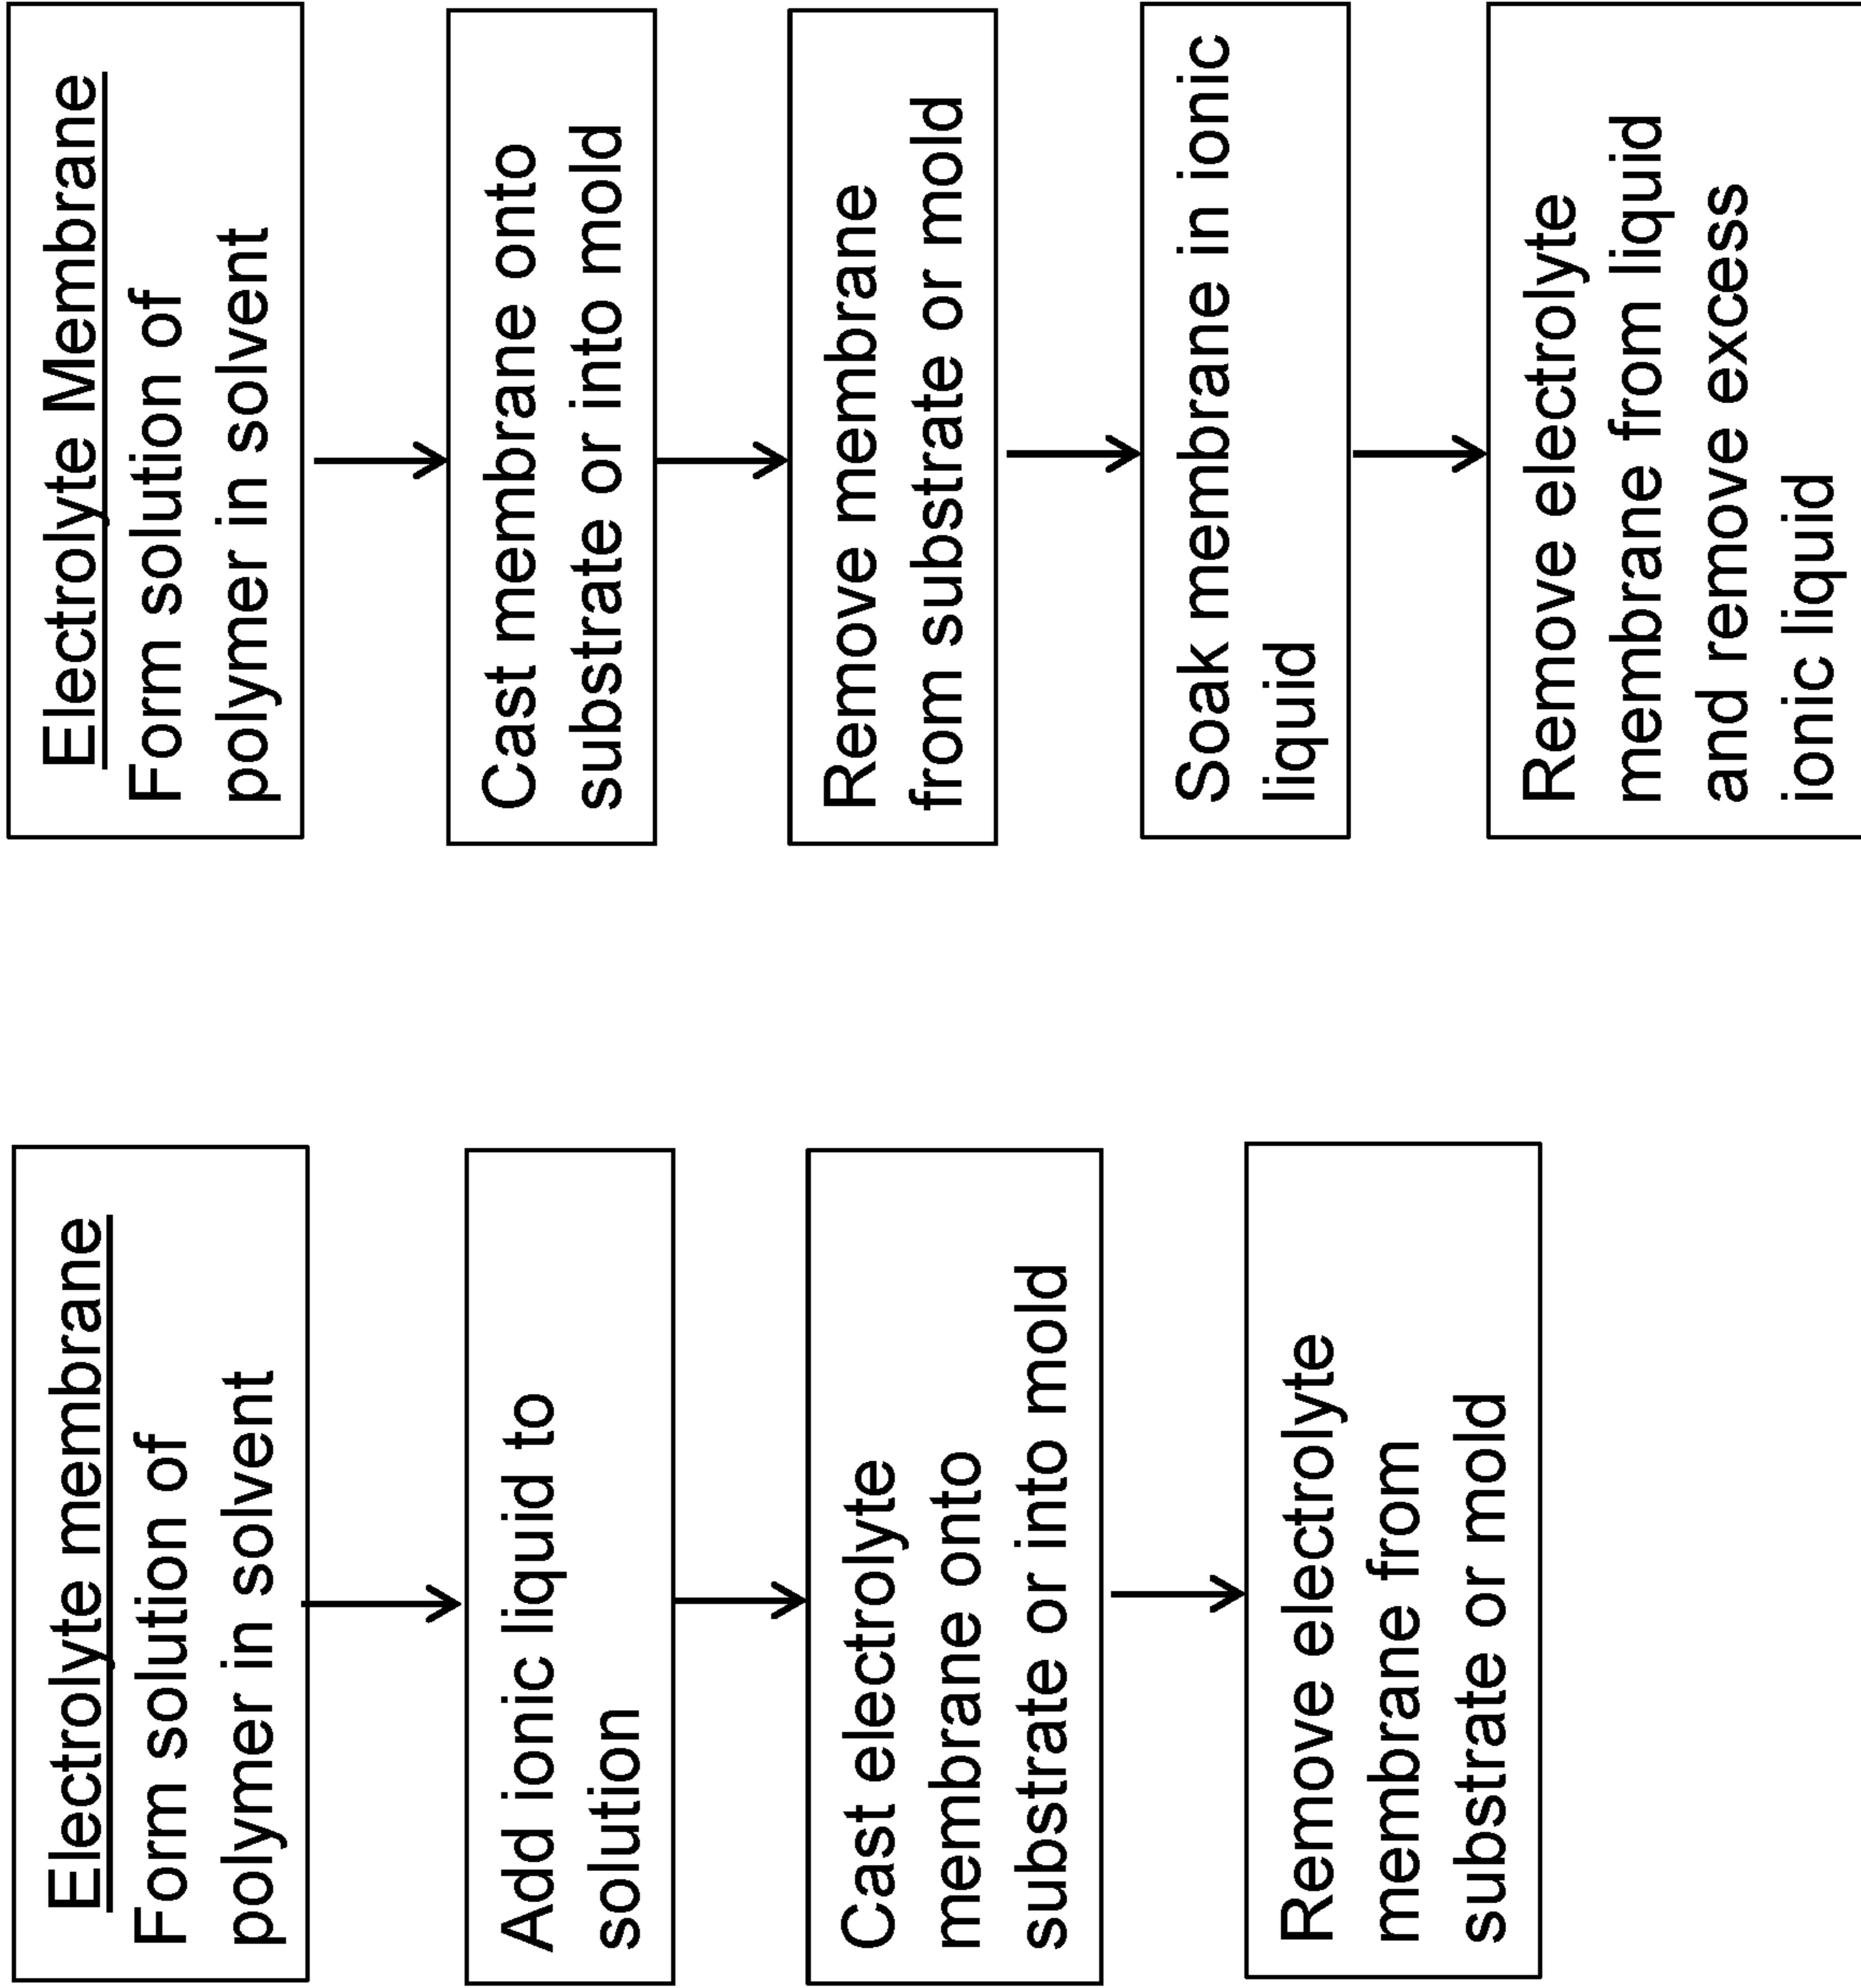 Electrolyte membrane
Form solution of
polymer in solvent
Add ionic liquid to
solution
Cast electrolyte
membrane onto
substrate or into mold
Remove electrolyte
membrane from
substrate or mold
Electrolyte Membrane
Form solution of
polymer in solvent
Cast membrane onto
substrate or into mold
Remove membrane
from substrate or mold
Soak membrane in ionic
liquid
Remove electrolyte
membrane from liquid
and remove excess
ionic liquid